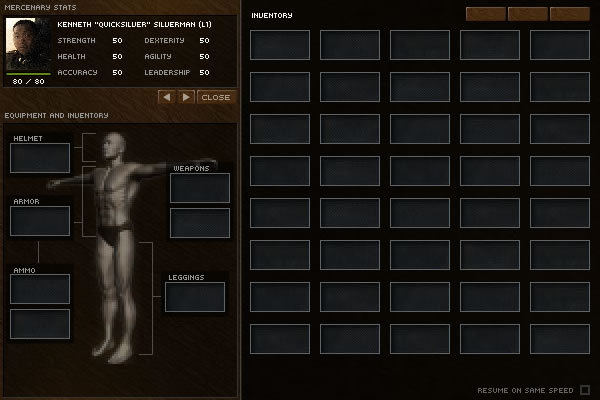 MERCENARY STATS
KENNETH "QUICKSILVER" SILVERMAN (L1)
STRENGTH 50 DEXTERITY 50
HEALTH 50 AGILITY 50
ACCURACY 50 LEADERSHIP 50
80 / 80
CLOSE
EQUIPMENT AND INVENTORY
HELMET
WEAPONS
ARMOR
AMMO
LEGGINGS
INVENTORY
RESUME ON SAME SPEED